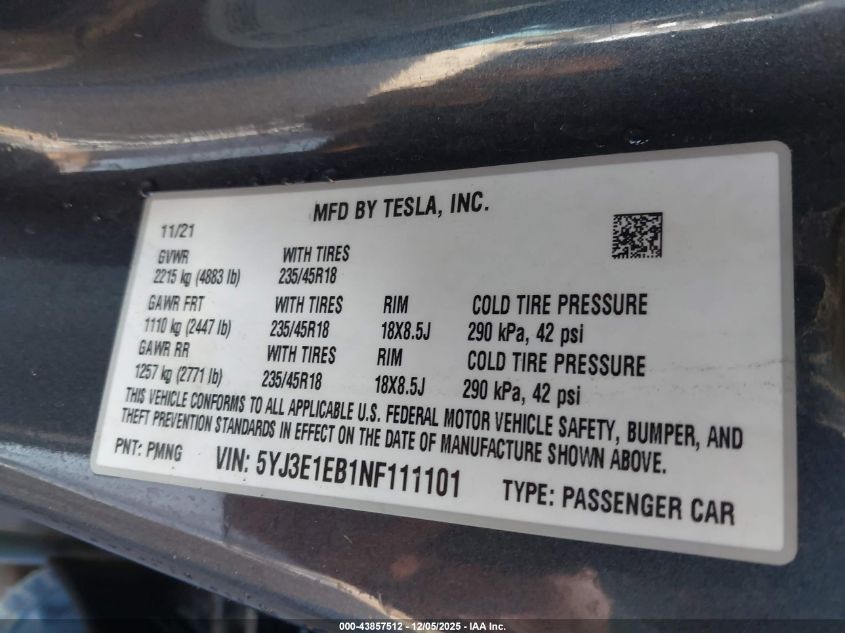 MFD BY TESLA, INC.
11/21
GVWR WITH TIRES
2215 kg (4883 lb) 235/45R18
GAWR FRT WITH TIRES RIM COLD TIRE PRESSURE
1110 kg (2447 lb) 235/45R18 18X8.5J 290 kPa, 42 psi
GAWR RR WITH TIRES RIM COLD TIRE PRESSURE
1257 kg (2771 lb) 235/45R18 18X8.5J 290 kPa, 42 psi
THIS VEHICLE CONFORMS TO ALL APPLICABLE U.S. FEDERAL MOTOR VEHICLE SAFETY, BUMPER, AND
THEFT PREVENTION STANDARDS IN EFFECT ON THE DATE OF MANUFACTURE SHOWN ABOVE.
PNT: PMNG VIN: 5YJ3E1EB1NF111101 TYPE: PASSENGER CAR
000-43857512 - 12/05/2025 - IAA Inc.